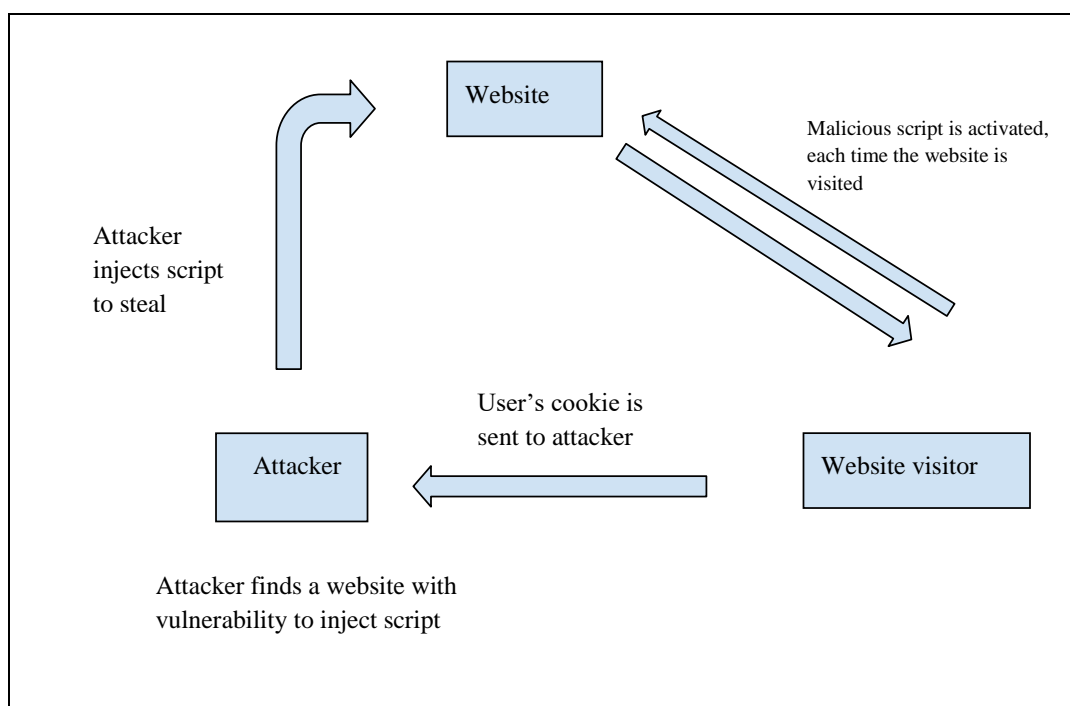 Website
Malicious script is activated,
each time the website is
visited
Attacker
injects script
to steal
User’s cookie is
sent to attacker
Attacker
Website visitor
Attacker finds a website with
vulnerability to inject script